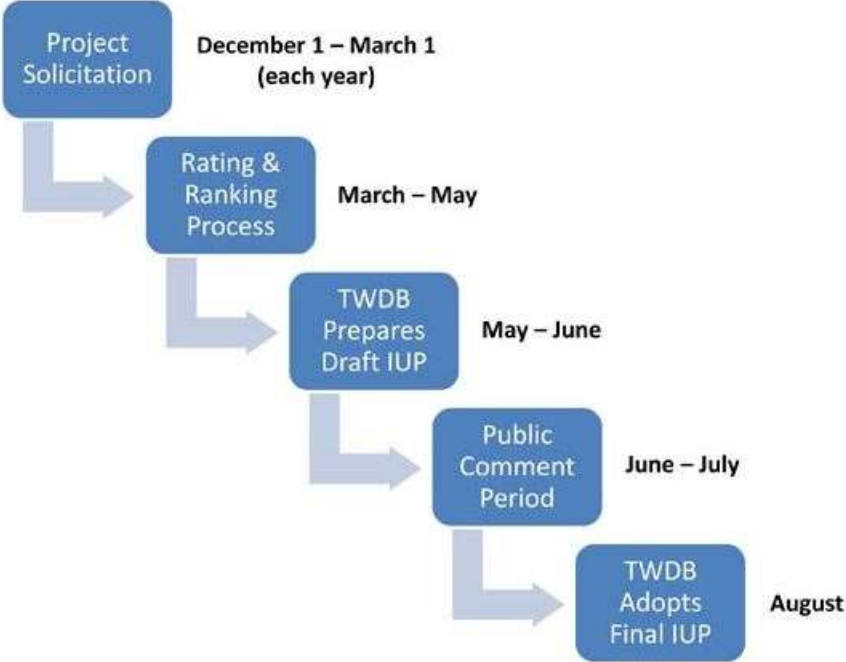 Project
Solicitation
December 1 – March 1
(each year)
Rating &
Ranking
Process
March – May
TWDB
Prepares
Draft IUP
May – June
Public
Comment
Period
June – July
TWDB
Adopts
Final IUP
August